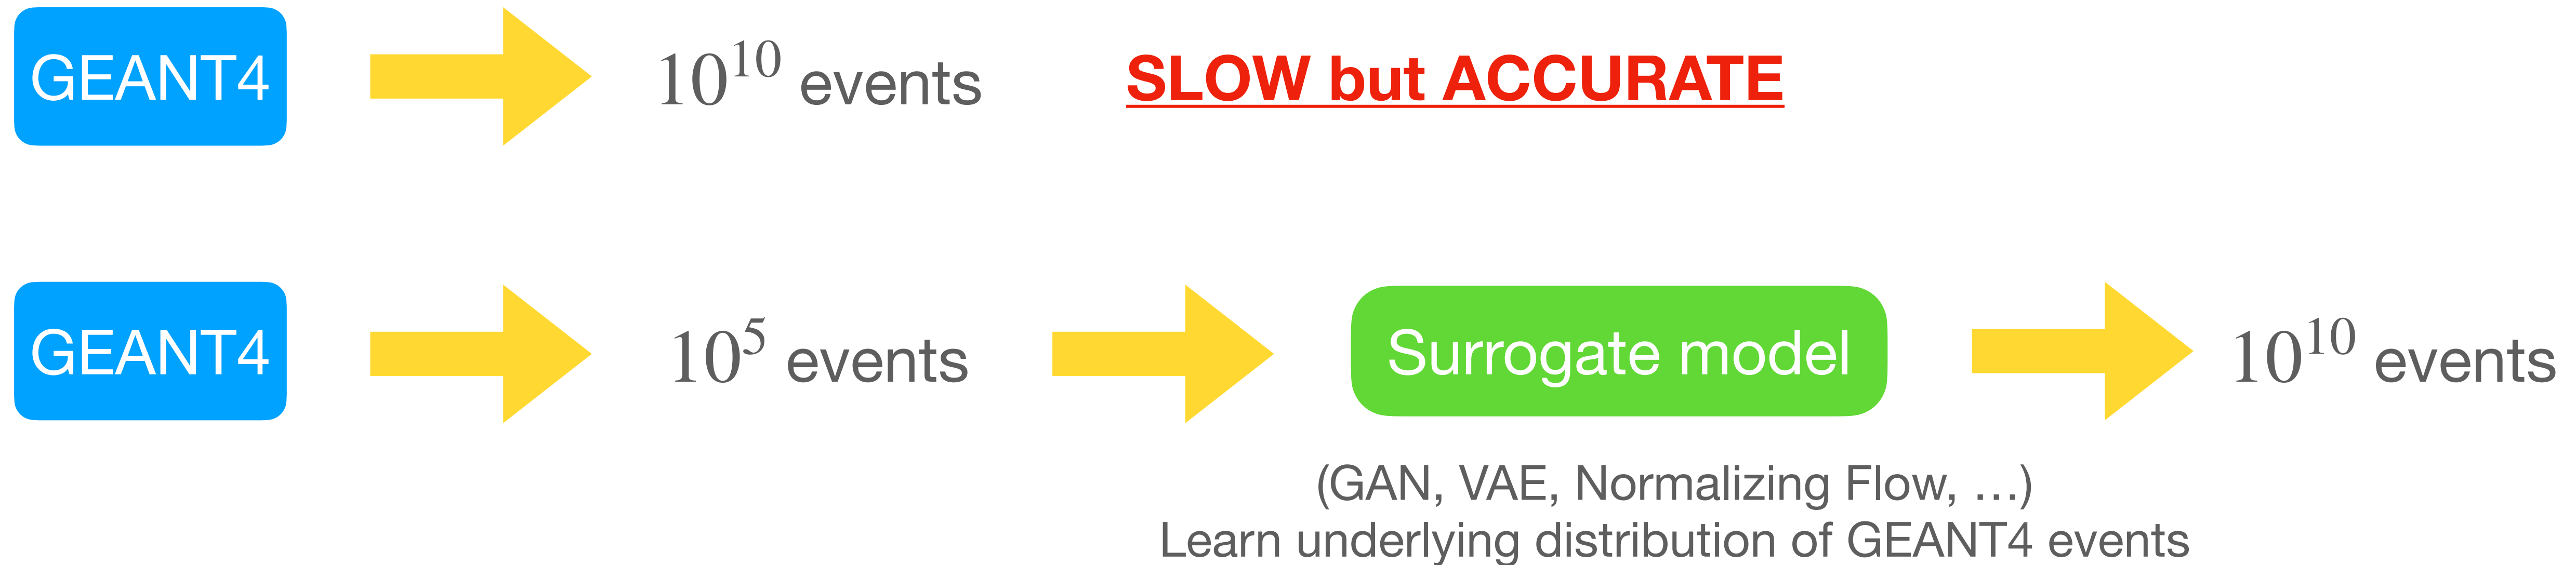 GEANT4
10^10 events
SLOW but ACCURATE
GEANT4
10^5 events
Surrogate model
10^10 events
(GAN, VAE, Normalizing Flow, …)
Learn underlying distribution of GEANT4 events